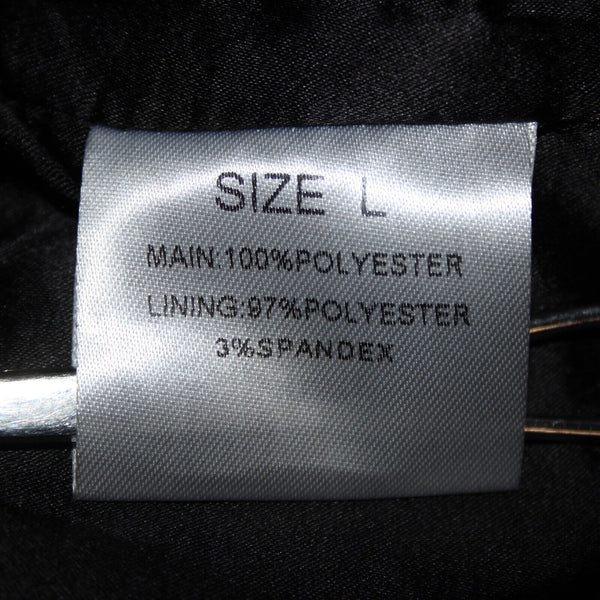 SIZE L
MAIN:100%POLYESTER
LINING:97%POLYESTER
3%SPANDEX